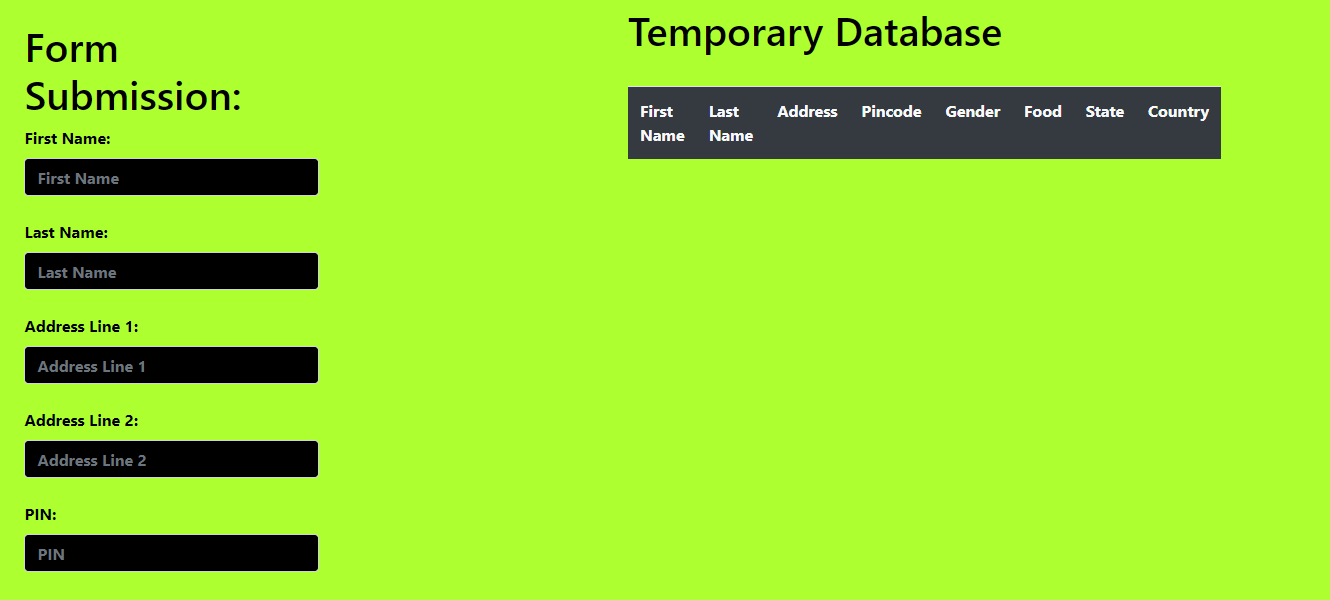 Form
Submission:
First Name:
First Name
Last Name:
Last Name
Address Line 1:
Address Line 1
Address Line 2:
Address Line 2
PIN:
PIN
Temporary Database
First Name Last Name Address Pincode Gender Food State Country